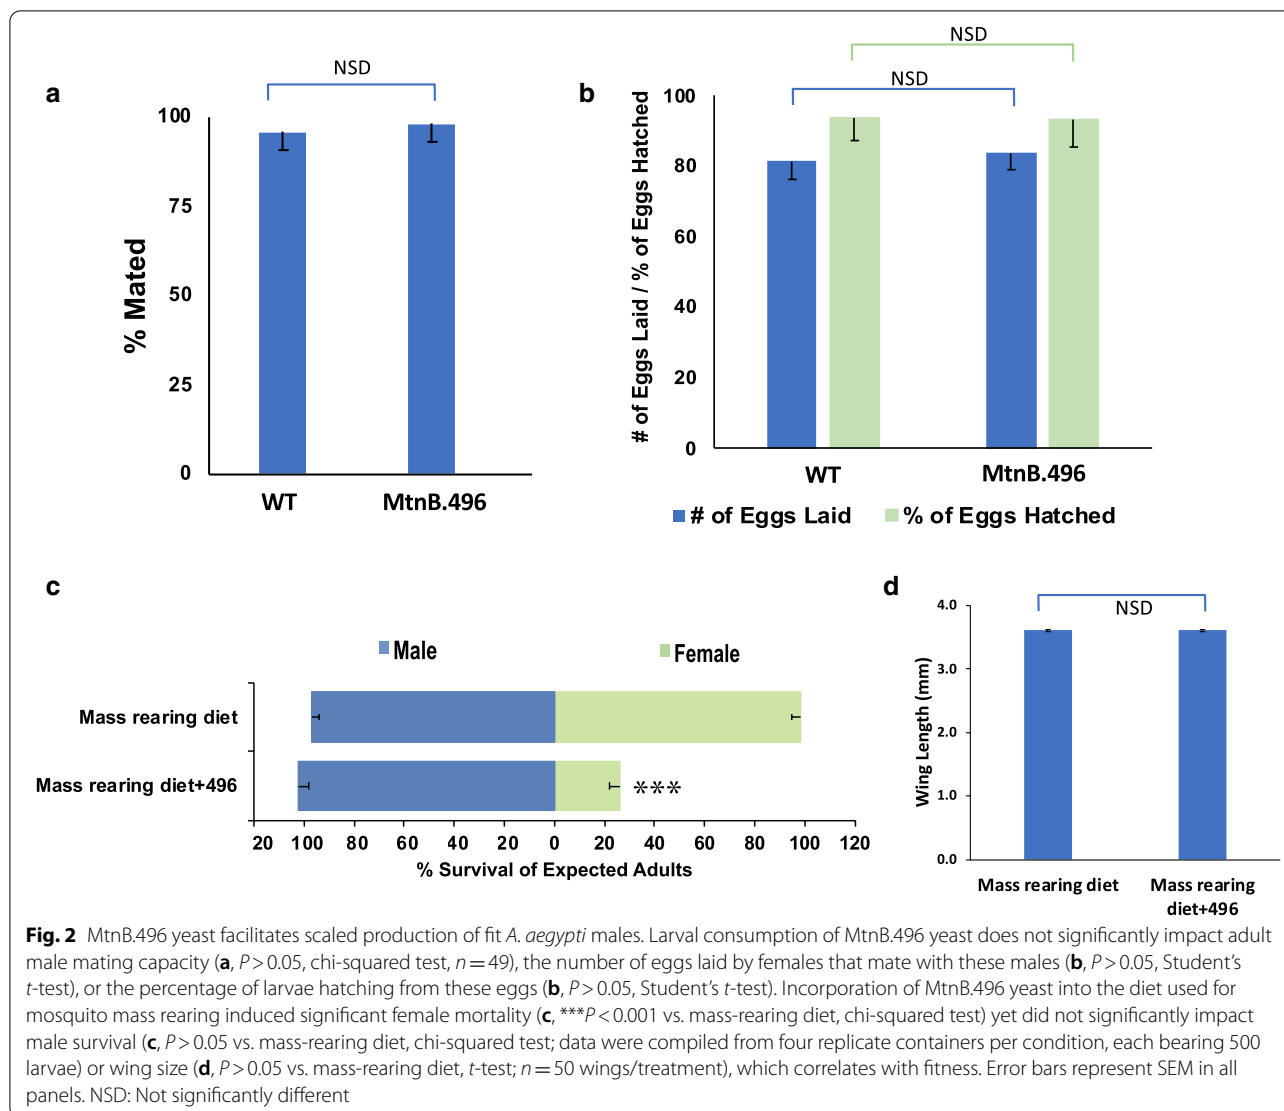 a
NSD
100
75
50
25
0
% Mated
WT MtnB.496
b
NSD
NSD
100
80
60
40
20
0
# of Eggs Laid / % of Eggs Hatched
WT MtnB.496
# of Eggs Laid % of Eggs Hatched
c
Male Female
Mass rearing diet
Mass rearing diet+496
***
20 100 80 60 40 20 0 20 40 60 80 100 120
% Survival of Expected Adults
d
NSD
4.0
3.0
2.0
1.0
0.0
Wing Length (mm)
Mass rearing diet Mass rearing
diet+496
Fig. 2 MtnB.496 yeast facilitates scaled production of fit A. aegypti males. Larval consumption of MtnB.496 yeast does not significantly impact adult
male mating capacity (a, P > 0.05, chi-squared test, n = 49), the number of eggs laid by females that mate with these males (b, P > 0.05, Student's
t-test), or the percentage of larvae hatching from these eggs (b, P > 0.05, Student's t-test). Incorporation of MtnB.496 yeast into the diet used for
mosquito mass rearing induced significant female mortality (c, ***P < 0.001 vs. mass-rearing diet, chi-squared test) yet did not significantly impact
male survival (c, P > 0.05 vs. mass-rearing diet, chi-squared test; data were compiled from four replicate containers per condition, each bearing 500
larvae) or wing size (d, P > 0.05 vs. mass-rearing diet, t-test; n = 50 wings/treatment), which correlates with fitness. Error bars represent SEM in all
panels. NSD: Not significantly different